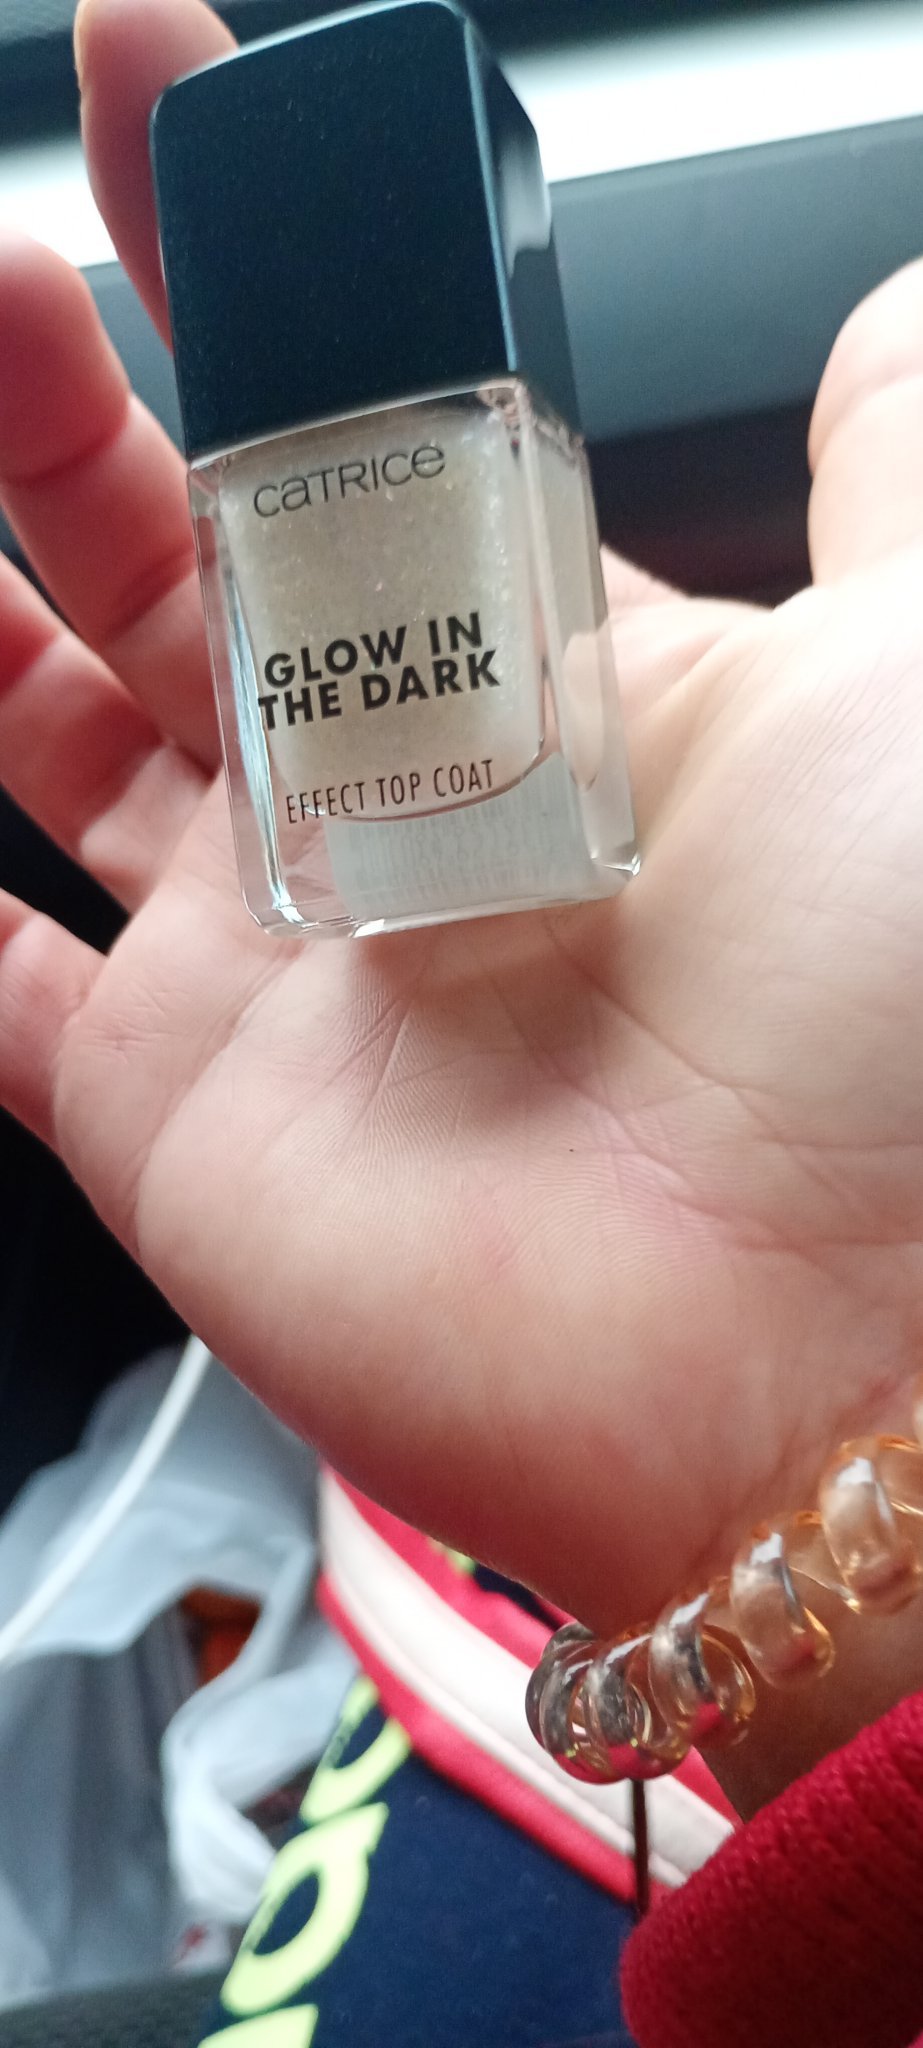 CATRICE
GLOW IN
THE DARK
EFFECT TOP COAT